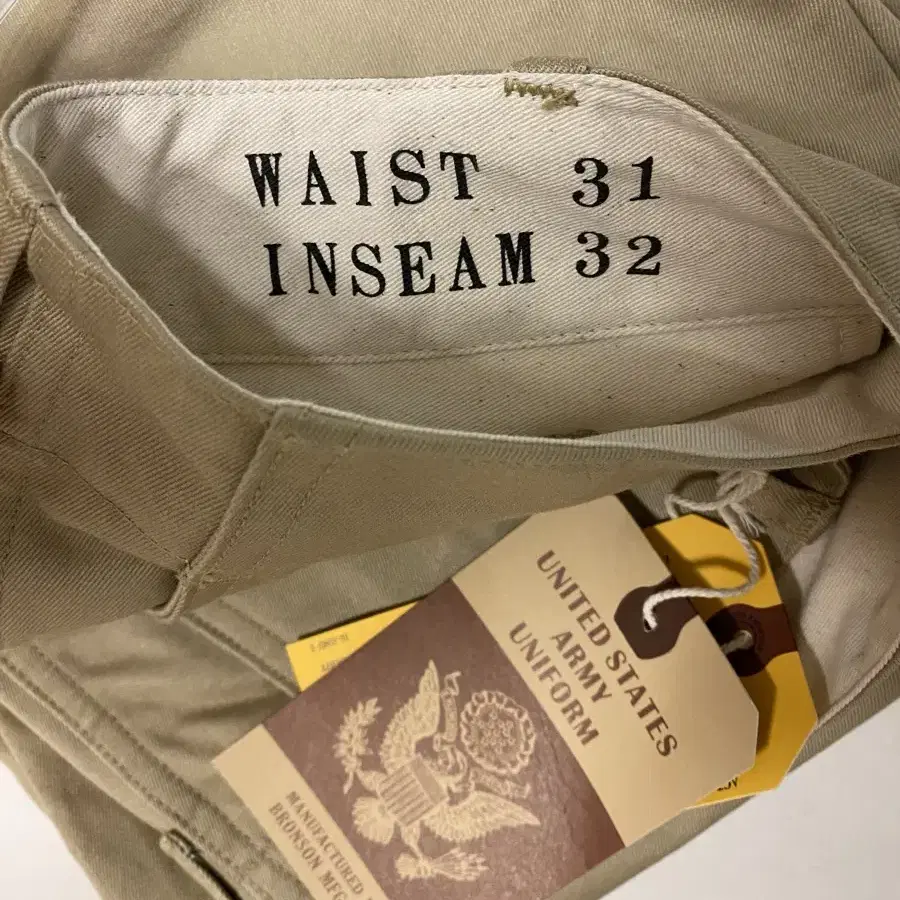 WAIST 31
INSEAM 32
UNITED STATES
ARMY
UNIFORM
MANUFACTURED
BRONSON MFG